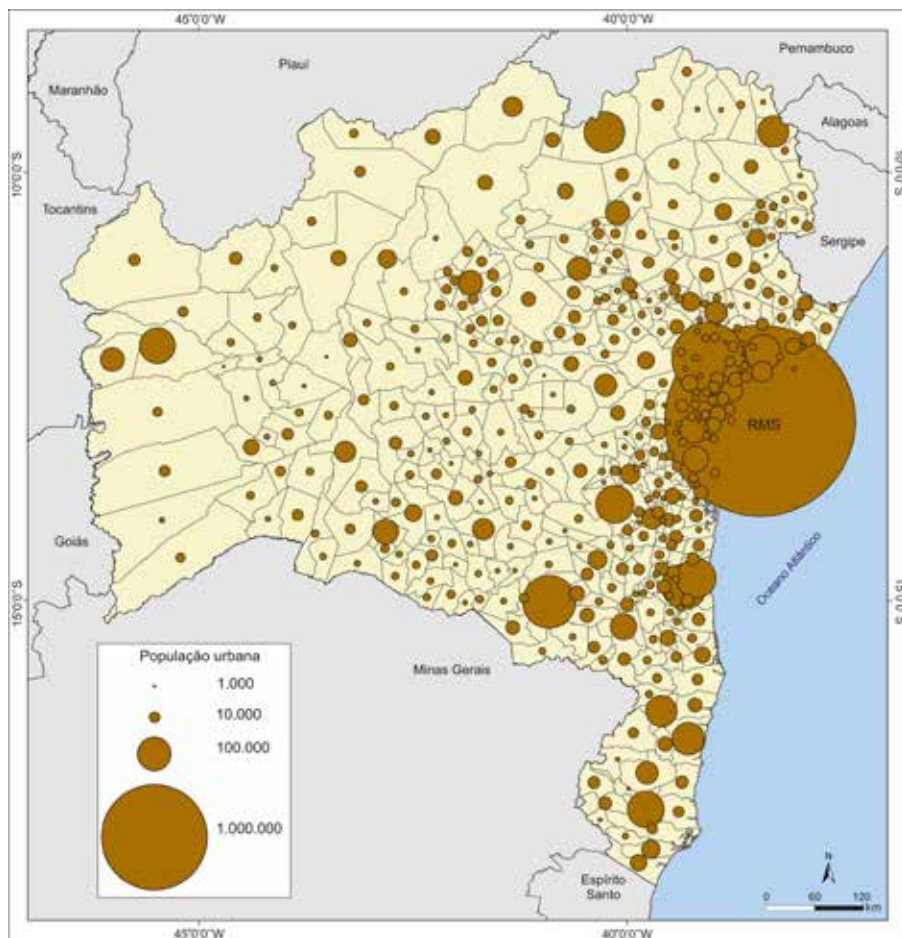 45°0'0"W
40°0'0"W
Pernambuco
Piauí
Maranhão
Alagoas
10°0'0"S
Tocantins
Sergipe
RMS
Goiás
Oceano Atlântico
15°0'0"S
Minas Gerais
População urbana
1.000
10.000
100.000
1.000.000
Espírito
Santo
N
0 60 120
km
45°0'0"W
40°0'0"W